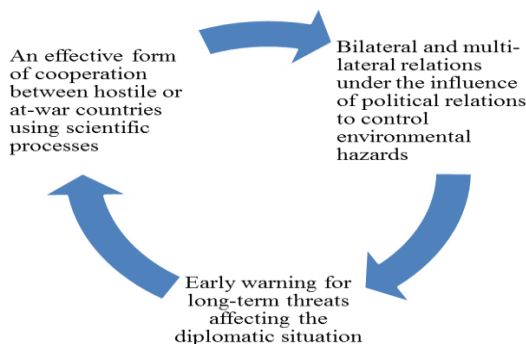 An effective form
of cooperation
between hostile or
at-war countries
using scientific
processes
Bilateral and multi-
lateral relations
under the influence
of political relations
to control
environmental
hazards
Early warning for
long-term threats
affecting the
diplomatic situation